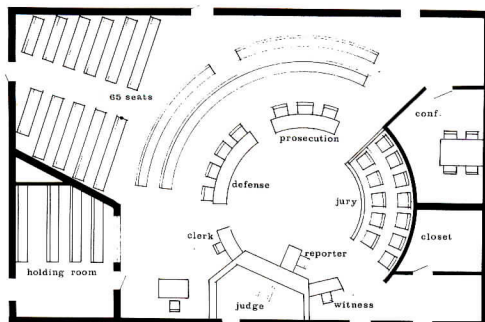 65 seats
prosecution
conf.
defense
jury
clerk
reporter
closet
holding room
judge
witness